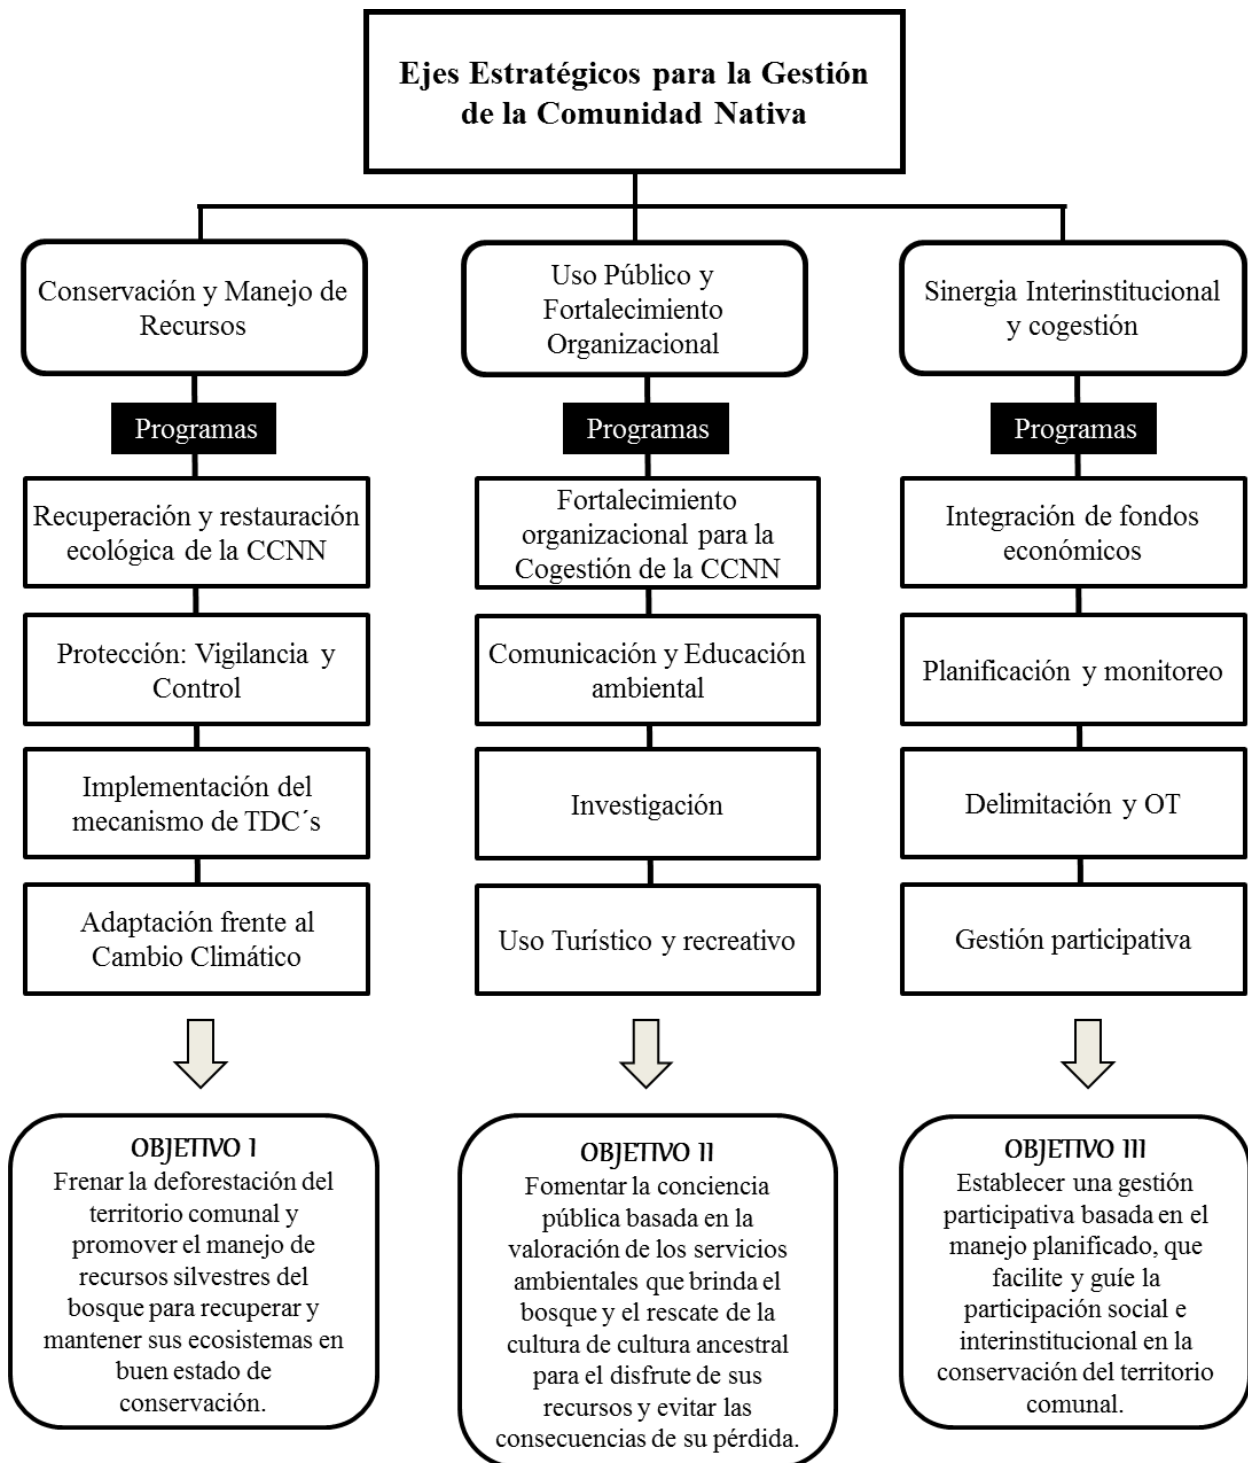 Ejes Estratégicos para la Gestión
de la Comunidad Nativa
Conservación y Manejo de
Recursos
Programas
Recuperación y restauración
ecológica de la CCNN
Protección: Vigilancia y
Control
Implementación del
mecanismo de TDC´s
Adaptación frente al
Cambio Climático
OBJETIVO I
Frenar la deforestación del
territorio comunal y
promover el manejo de
recursos silvestres del
bosque para recuperar y
mantener sus ecosistemas en
buen estado de
conservación.
Uso Público y
Fortalecimiento
Organizacional
Programas
Fortalecimiento
organizacional para la
Cogestión de la CCNN
Comunicación y Educación
ambiental
Investigación
Uso Turístico y recreativo
OBJETIVO II
Fomentar la conciencia
pública basada en la
valoración de los servicios
ambientales que brinda el
bosque y el rescate de la
cultura de cultura ancestral
para el disfrute de sus
recursos y evitar las
consecuencias de su pérdida.
Sinergia Interinstitucional
y cogestión
Programas
Integración de fondos
económicos
Planificación y monitoreo
Delimitación y OT
Gestión participativa
OBJETIVO III
Establecer una gestión
participativa basada en el
manejo planificado, que
facilite y guíe la
participación social e
interinstitucional en la
conservación del territorio
comunal.